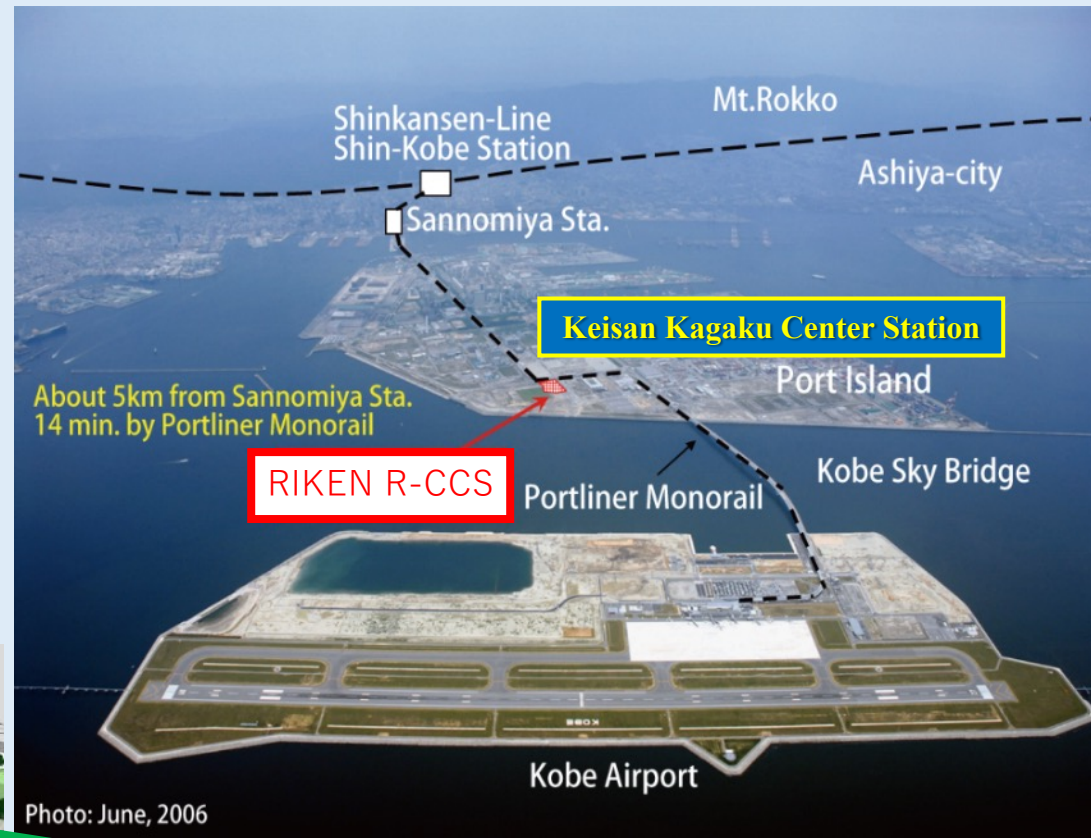 Mt.Rokko
Shinkansen-Line
Shin-Kobe Station
Ashiya-city
Sannomiya Sta.
Keisan Kagaku Center Station
Port Island
About 5km from Sannomiya Sta.
14 min. by Portliner Monorail
RIKEN R-CCS
Kobe Sky Bridge
Portliner Monorail
KOBE
Kobe Airport
Photo: June, 2006